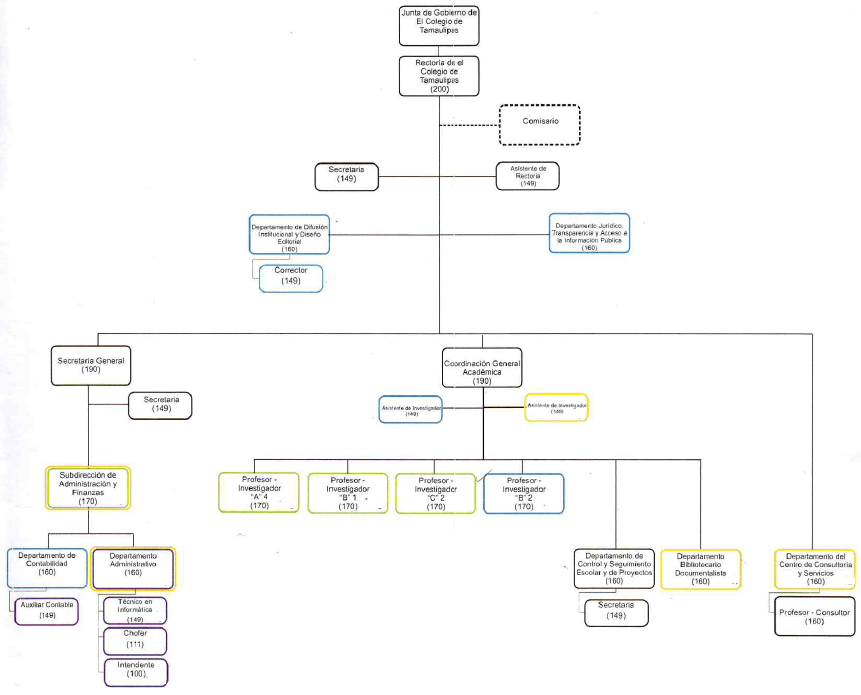 Junta de Gobierno de
El Colegio de
Tamaulipas
Rectoría de el
Colegio de
Tamaulipas
(200)
Comisario
Secretaria
(149)
Asistente de
Rectoría
(149)
Departamento de Difusión
Institucional y Diseño
Editorial
(160)
Departamento Jurídico,
Transparencia y Acceso a
la Información Pública
(160)
Corrector
(149)
Secretaria General
(190)
Coordinación General
Académica
(190)
Secretaria
(149)
Asistente de Investigador
(149)
Asistente de Investigador
(149)
Subdirección de
Administración y
Finanzas
(170)
Profesor -
Investigador
"A" 4
(170)
Profesor -
Investigador
"B" 1
(170)
Profesor -
Investigador
"C" 2
(170)
Profesor -
Investigador
"B" 2
(170)
Departamento de
Contabilidad
(160)
Departamento
Administrativo
(160)
Departamento de
Control y Seguimiento
Escolar y de Proyectos
(160)
Departamento
Bibliotecario
Documentalista
(160)
Departamento del
Centro de Consultoría
y Servicios
(160)
Auxiliar Contable
(149)
Técnico en
Informática
(149)
Chofer
(111)
Intendente
(100)
Secretaria
(149)
Profesor - Consultor
(160)